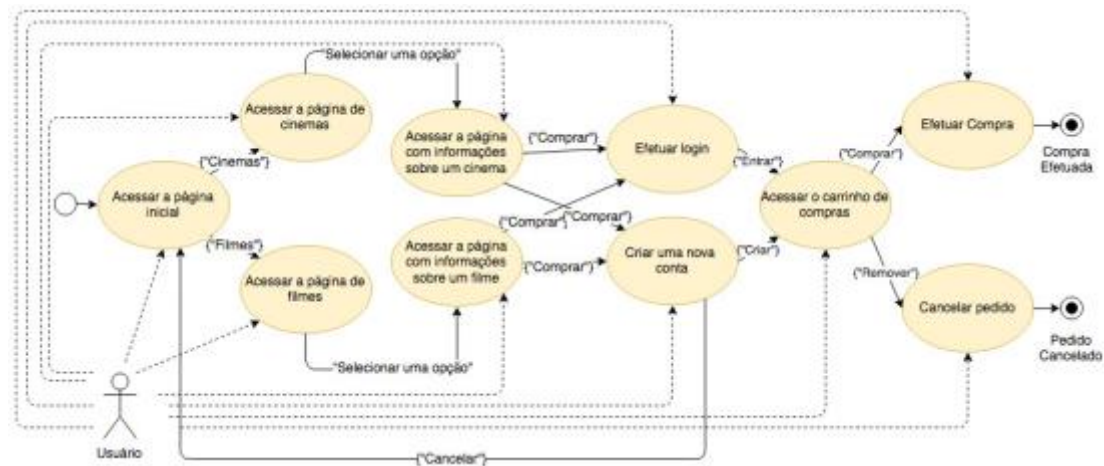 "Selecionar uma opção"
Acessar a página de
cinemas
{"Cinemas"}
Acessar a página
inicial
{"Filmes"}
Acessar a página de
filmes
"Selecionar uma opção"
Acessar a página
com informações
sobre um cinema
{"Comprar"}
{"Comprar"}
{"Comprar"}
Acessar a página
com informações
sobre um filme
{"Comprar"}
Efetuar login
{"Entrar"}
Criar uma nova
conta
{"Criar"}
Acessar o carrinho de
compras
{"Comprar"}
Efetuar Compra
Compra
Efetuada
{"Remover"}
Cancelar pedido
Pedido
Cancelado
Usuário
{"Cancelar"}